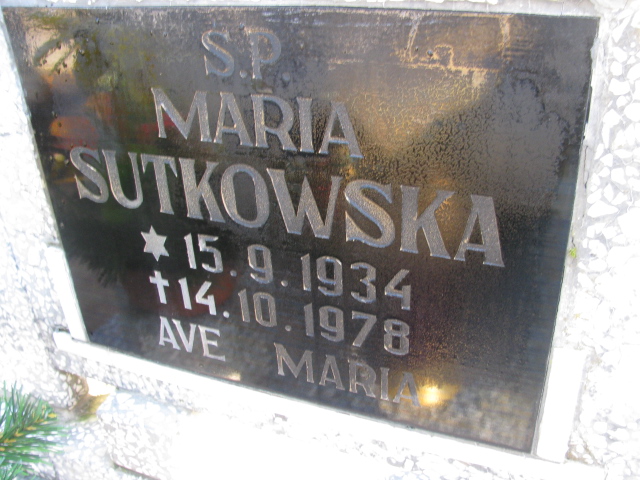 S.P.
MARIA
SUTKOWSKA
* 15.9.1934
† 14.10.1978
AVE MARIA